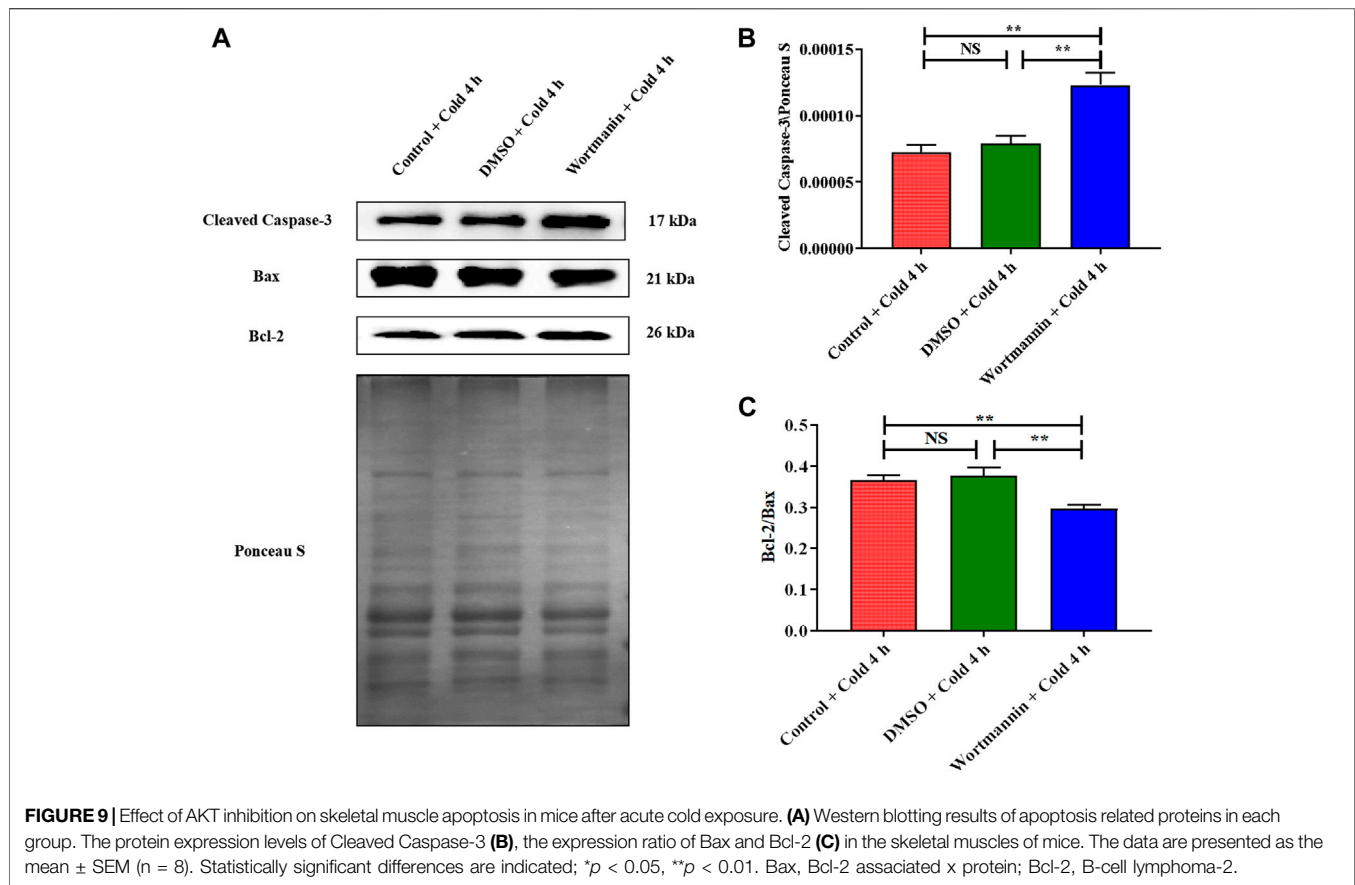 A
Control + Cold 4 h
DMSO + Cold 4 h
Wortmanin + Cold 4 h
Cleaved Caspase-3
17 kDa
Bax
21 kDa
Bcl-2
26 kDa
Ponceau S
B
Cleaved Caspase-3\Ponceau S
0.00015
0.00010
0.00005
0.00000
**
NS
**
Control + Cold 4 h
DMSO + Cold 4 h
Wortmannin + Cold 4 h
C
Bcl-2/Bax
0.5
0.4
0.3
0.2
0.1
0.0
**
NS
**
Control + Cold 4 h
DMSO + Cold 4 h
Wortmannin + Cold 4 h
FIGURE 9 | Effect of AKT inhibition on skeletal muscle apoptosis in mice after acute cold exposure. (A) Western blotting results of apoptosis related proteins in each
group. The protein expression levels of Cleaved Caspase-3 (B), the expression ratio of Bax and Bcl-2 (C) in the skeletal muscles of mice. The data are presented as the
mean ± SEM (n = 8). Statistically significant differences are indicated; *p < 0.05, **p < 0.01. Bax, Bcl-2 assaciated x protein; Bcl-2, B-cell lymphoma-2.